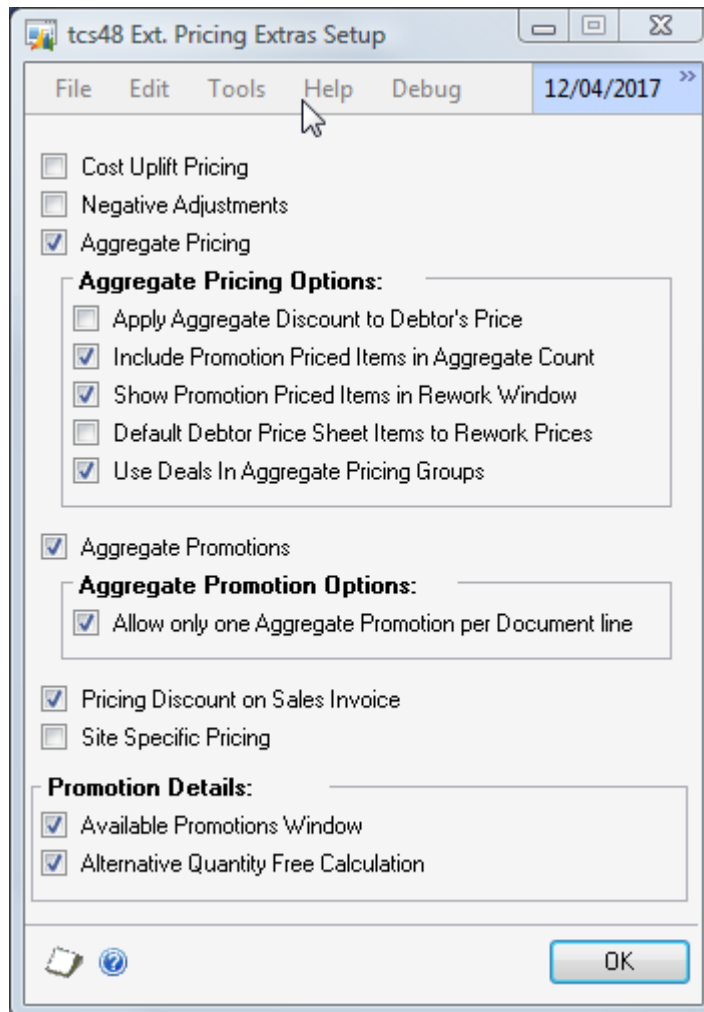 tcs48 Ext. Pricing Extras Setup
File Edit Tools Help Debug 12/04/2017 »
Cost Uplift Pricing
Negative Adjustments
Aggregate Pricing
Aggregate Pricing Options:
Apply Aggregate Discount to Debtor's Price
Include Promotion Priced Items in Aggregate Count
Show Promotion Priced Items in Rework Window
Default Debtor Price Sheet Items to Rework Prices
Use Deals In Aggregate Pricing Groups
Aggregate Promotions
Aggregate Promotion Options:
Allow only one Aggregate Promotion per Document line
Pricing Discount on Sales Invoice
Site Specific Pricing
Promotion Details:
Available Promotions Window
Alternative Quantity Free Calculation
OK